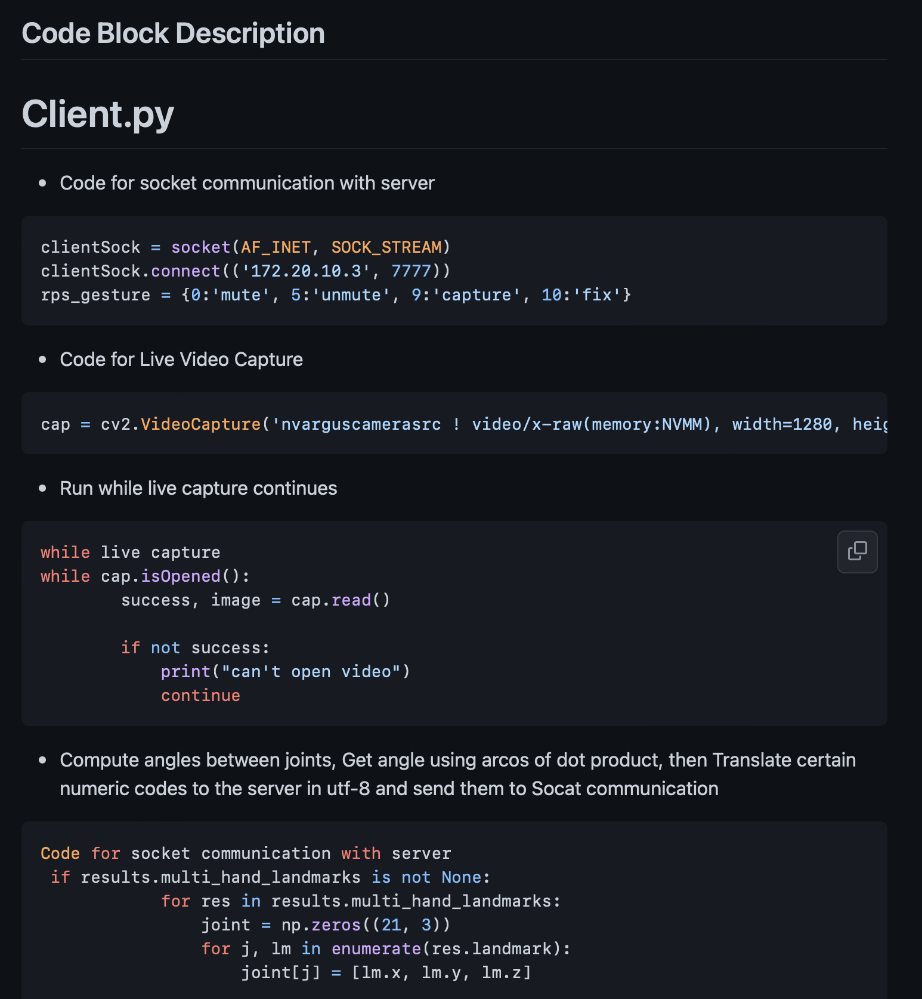 Code Block Description
Client.py
• Code for socket communication with server
clientSock = socket(AF_INET, SOCK_STREAM)
clientSock.connect(('172.20.10.3', 7777))
rps_gesture = {0:'mute', 5:'unmute', 9:'capture', 10:'fix'}
• Code for Live Video Capture
cap = cv2.VideoCapture('nvarguscamerasrc ! video/x-raw(memory:NVMM), width=1280, heig
• Run while live capture continues
while live capture
while cap.isOpened():
        success, image = cap.read()
        if not success:
            print("can't open video")
            continue
• Compute angles between joints, Get angle using arcos of dot product, then Translate certain
numeric codes to the server in utf-8 and send them to Socat communication
Code for socket communication with server
 if results.multi_hand_landmarks is not None:
            for res in results.multi_hand_landmarks:
                joint = np.zeros((21, 3))
                for j, lm in enumerate(res.landmark):
                    joint[j] = [lm.x, lm.y, lm.z]